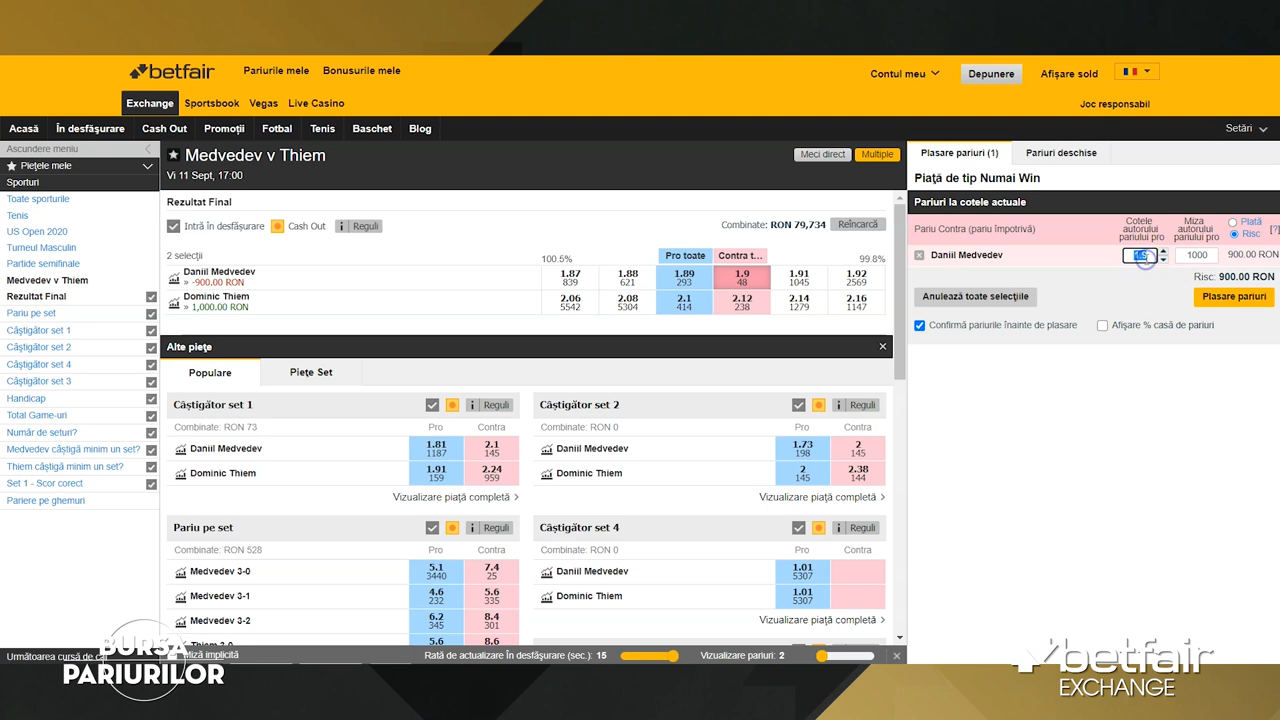 betfair
Pariurile mele
Bonusurile mele
Contul meu
Depunere
Afișare sold
Exchange
Sportsbook
Vegas
Live Casino
Joc responsabil
Acasă
În desfășurare
Cash Out
Promoții
Fotbal
Tenis
Baschet
Blog
Setări
Ascundere meniu
Piețele mele
Sporturi
Toate sporturile
Tenis
US Open 2020
Turneul Masculin
Partide semifinale
Medvedev v Thiem
Rezultat Final
Pariu pe set
Câștigător set 1
Câștigător set 2
Câștigător set 4
Câștigător set 3
Handicap
Total Game-uri
Număr de seturi?
Medvedev câștigă minim un set?
Thiem câștigă minim un set?
Set 1 - Scor corect
Pariere pe ghemuri
Medvedev v Thiem
Meci direct
Multiple
Vi 11 Sept, 17:00
Rezultat Final
Intră în desfășurare
Cash Out
i Reguli
Combinate: RON 79,734
Reîncarcă
2 selecții
100.5%
Pro toate
Contra t...
99.8%
Daniil Medvedev
» -900.00 RON
1.87 1.88 1.89 1.9 1.91 1.92
839 621 293 48 1045 2569
Dominic Thiem
» 1,000.00 RON
2.06 2.08 2.1 2.12 2.14 2.16
5542 5304 414 238 1279 1147
Alte piețe
Populare
Piețe Set
Câștigător set 1
i Reguli
Combinate: RON 73
Pro
Contra
Daniil Medvedev
1.81 2.1
1187 145
Dominic Thiem
1.91 2.24
159 959
Vizualizare piață completă
Câștigător set 2
i Reguli
Combinate: RON 0
Pro
Contra
Daniil Medvedev
1.73 2
198 145
Dominic Thiem
2 2.38
145 144
Vizualizare piață completă
Pariu pe set
i Reguli
Combinate: RON 528
Pro
Contra
Medvedev 3-0
5.1 7.4
3440 25
Medvedev 3-1
4.6 5.6
232 335
Medvedev 3-2
6.2 8.4
345 301
5.6 8.6
Câștigător set 4
i Reguli
Combinate: RON 0
Pro
Contra
Daniil Medvedev
1.01
5307
Dominic Thiem
1.01
5307
Vizualizare piață completă
Rată de actualizare în desfășurare (sec.): 15
Vizualizare pariuri: 2
Plasare pariuri (1)
Pariuri deschise
Piață de tip Numai Win
Pariuri la cotele actuale
Pariu Contra (pariu împotrivă)
Cotele
autorului
pariului pro
Miza
autorului
pariului pro
Plată
Risc
[?]
Daniil Medvedev
1000
900.00 RON
Risc: 900.00 RON
Anulează toate selecțiile
Plasare pariuri
Confirmă pariurile înainte de plasare
Afișare % casă de pariuri
BURSA
PARIURILOR
betfair
EXCHANGE